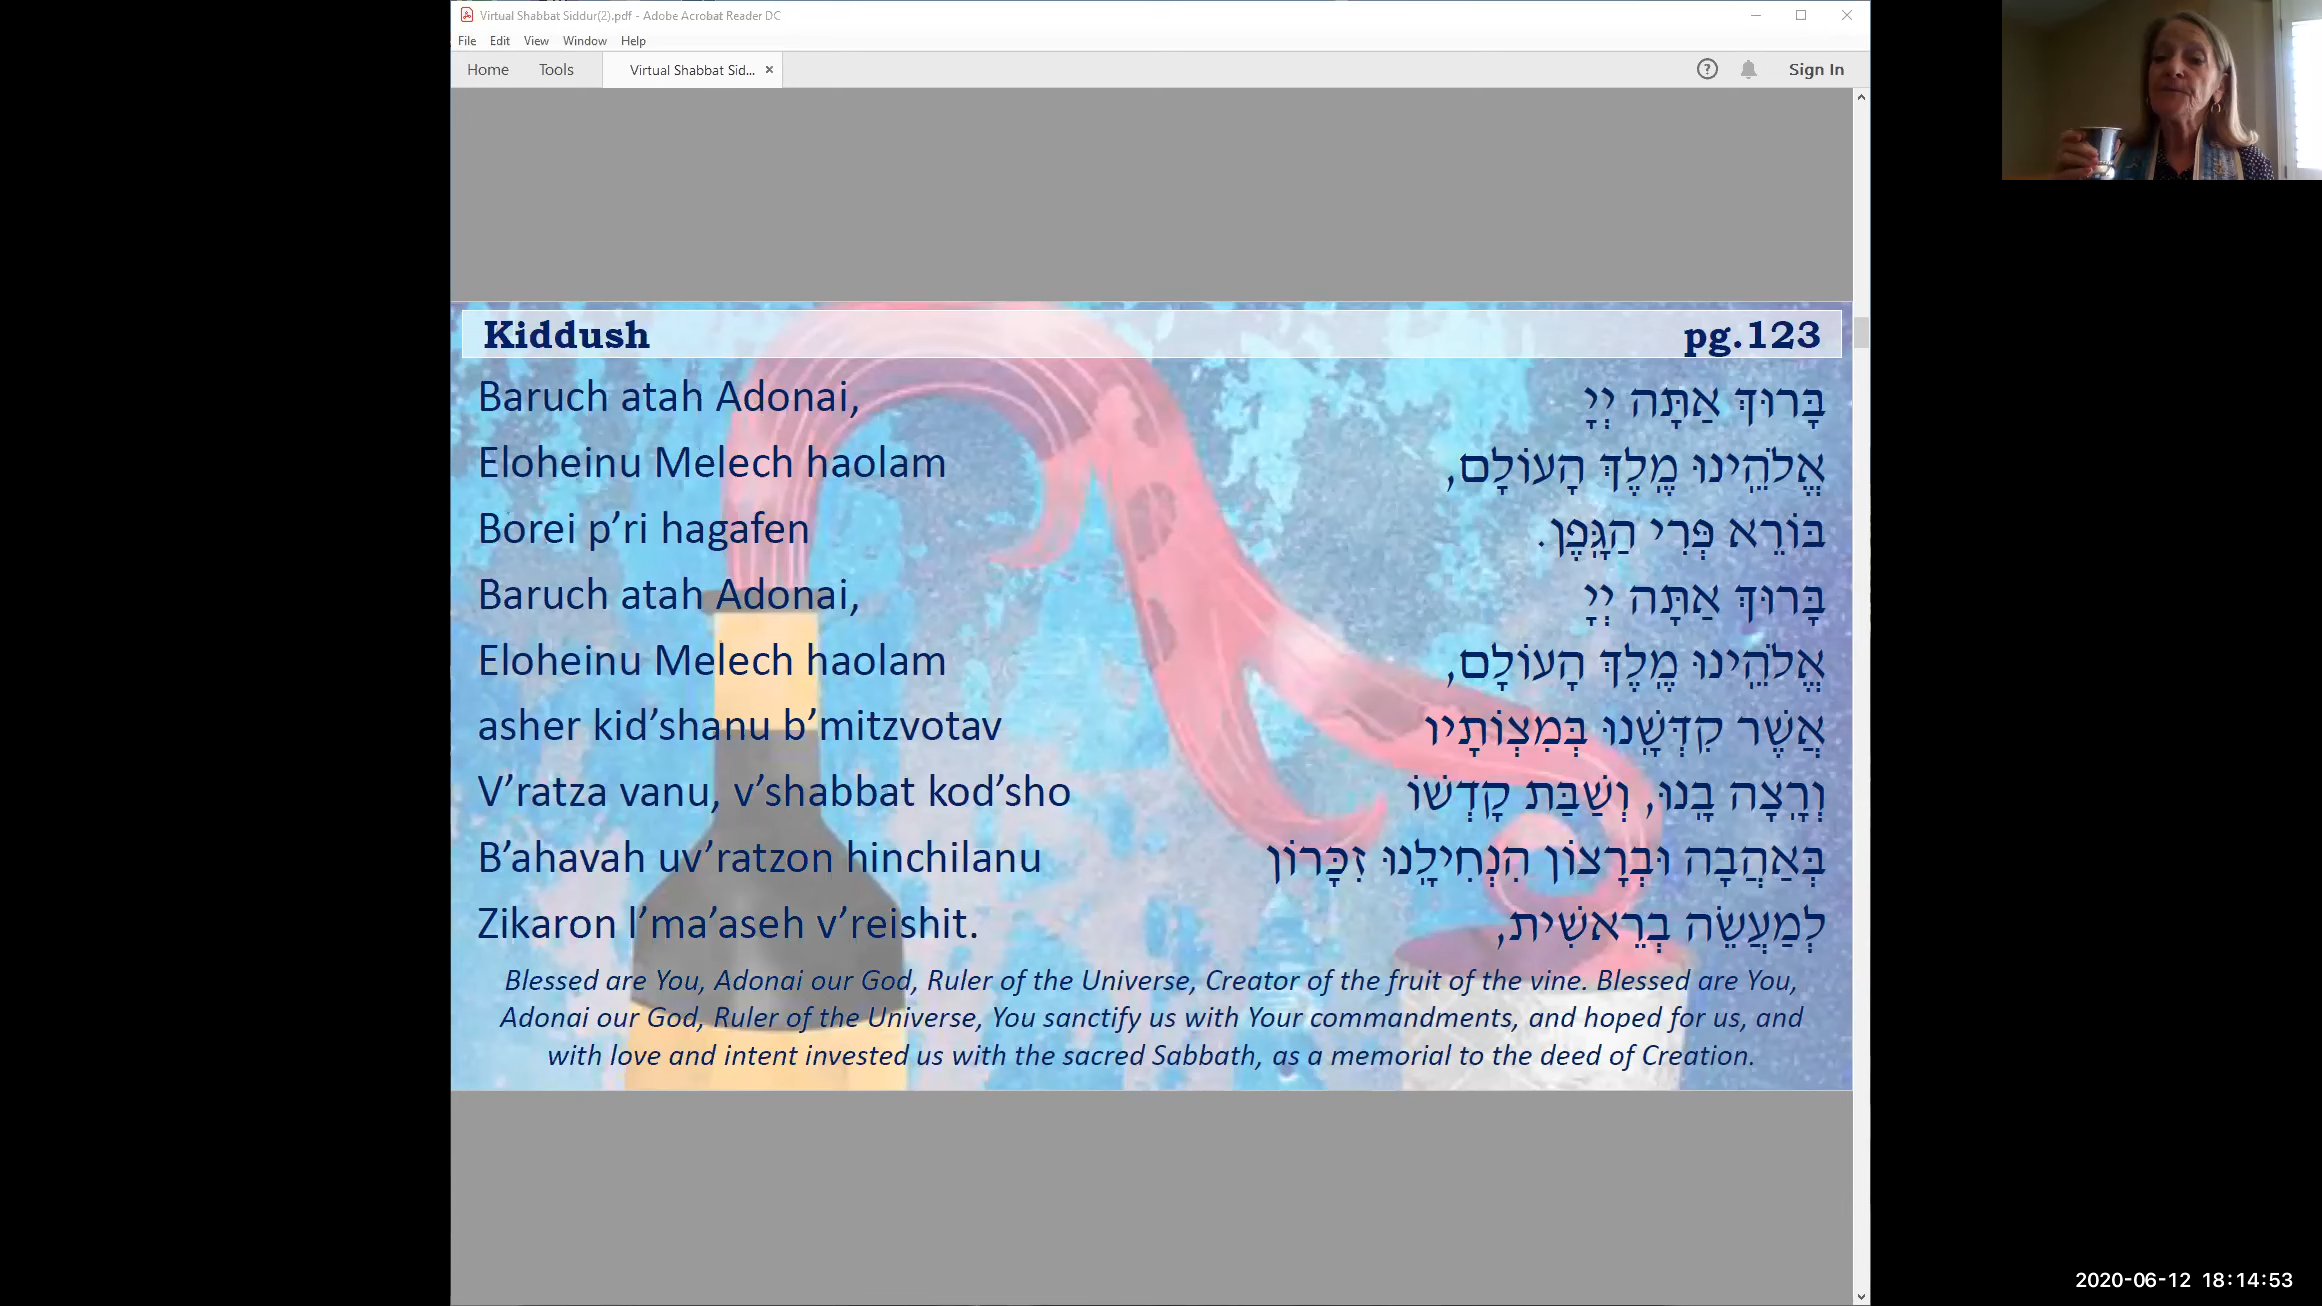 Virtual Shabbat Siddur(2).pdf - Adobe Acrobat Reader DC
File Edit View Window Help
Home Tools Virtual Shabbat Sid... × ? Sign In
Kiddush pg.123
Baruch atah Adonai,
Eloheinu Melech haolam
Borei p’ri hagafen
Baruch atah Adonai,
Eloheinu Melech haolam
asher kid’shanu b’mitzvotav
V’ratza vanu, v’shabbat kod’sho
B’ahavah uv’ratzon hinchilanu
Zikaron l’ma’aseh v’reishit.
בָּרוּךְ אַתָּה יְיָ
אֱלֹהֵֽינוּ מֶֽלֶךְ הָעוֹלָם,
בּוֹרֵא פְּרִי הַגָּֽפֶן.
בָּרוּךְ אַתָּה יְיָ
אֱלֹהֵֽינוּ מֶֽלֶךְ הָעוֹלָם,
אֲשֶׁר קִדְּשָֽׁנוּ בְּמִצְוֹתָיו
וְרָֽצָה בָֽנוּ, וְשַׁבַּת קָדְשׁוֹ
בְּאַהֲבָה וּבְרָצוֹן הִנְחִילָֽנוּ זִכָּרוֹן
לְמַעֲשֵׂה בְרֵאשִׁית,
Blessed are You, Adonai our God, Ruler of the Universe, Creator of the fruit of the vine. Blessed are You,
Adonai our God, Ruler of the Universe, You sanctify us with Your commandments, and hoped for us, and
with love and intent invested us with the sacred Sabbath, as a memorial to the deed of Creation.
2020-06-12 18:14:53